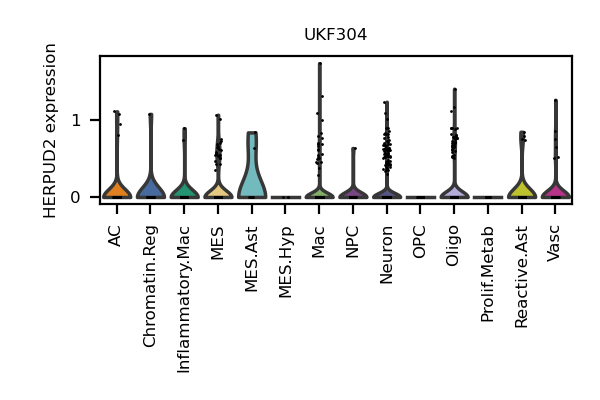 UKF304
HERPUD2 expression
1
0
AC
Chromatin.Reg
Inflammatory.Mac
MES
MES.Ast
MES.Hyp
Mac
NPC
Neuron
OPC
Oligo
Prolif.Metab
Reactive.Ast
Vasc